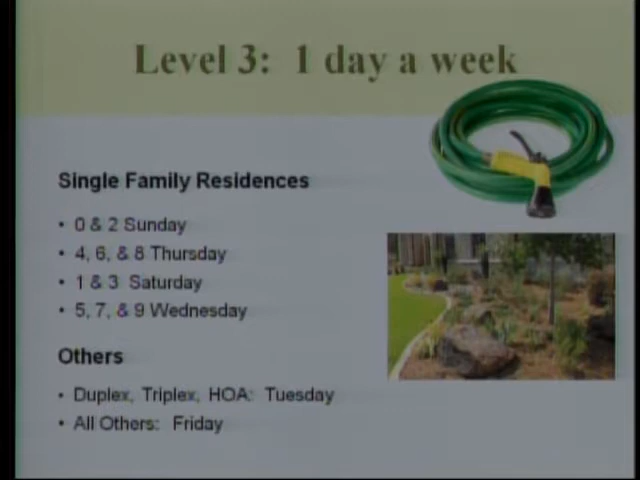 Level 3: 1 day a week
Single Family Residences
• 0 & 2 Sunday
• 4, 6, & 8 Thursday
• 1 & 3 Saturday
• 5, 7, & 9 Wednesday
Others
• Duplex, Triplex, HOA: Tuesday
• All Others: Friday